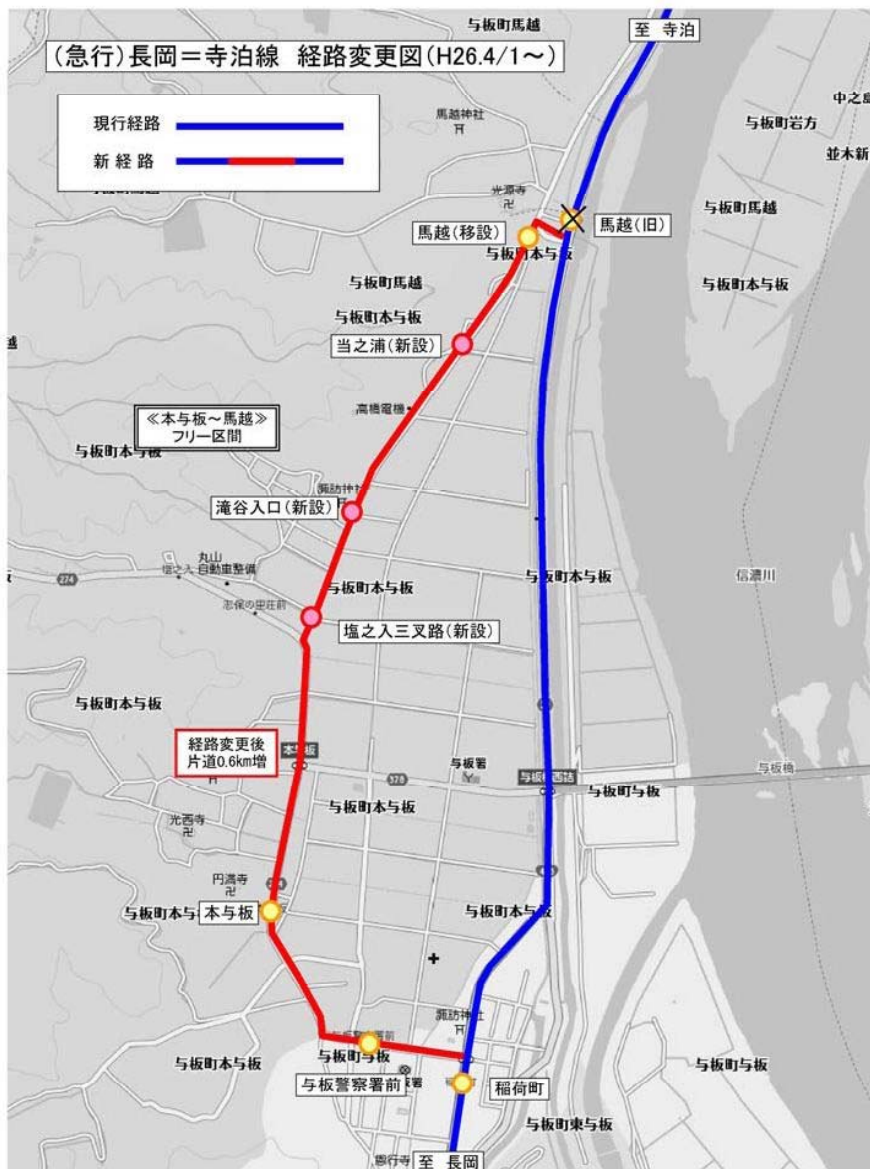 与板町馬越
至 寺泊
(急行)長岡=寺泊線 経路変更図(H26.4/1~)
現行経路
新 経 路
中之島
与板町岩方
並木新
馬越神社
光源寺
与板町馬越
馬越(移設)
馬越(旧)
与板町本与板
与板町馬越
与板町本与板
与板町本与板
当之浦(新設)
高橋電機
≪本与板~馬越≫
フリー区間
与板町本与板
諏訪神社
滝谷入口(新設)
丸山
自動車整備
塩之入
274
志保の里荘前
与板町本与板
与板町本与板
信濃川
塩之入三叉路(新設)
与板町本与板
経路変更後
片道0.6km増
本与板
与板署
与板橋西詰
与板橋
378
与板町本与板
与板町与板
光西寺
円満寺
本与板
与板町本与板
与板町本与板
諏訪神社
与板町本与板
与板町与板
与板町与板
与板警察署前
稲荷町
与板町東与板
恩行寺
至 長岡